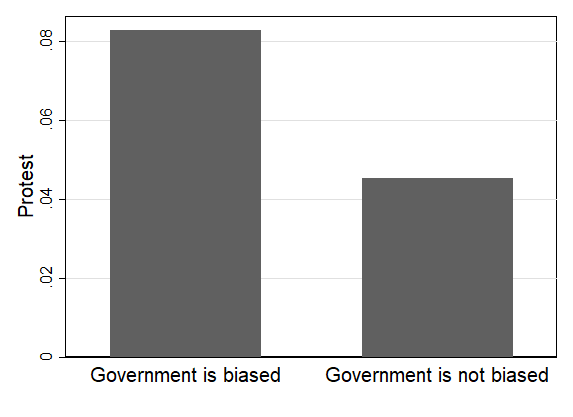 Protest
.08
.06
.04
.02
0
Government is biased
Government is not biased